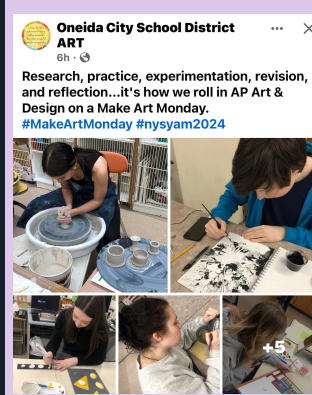 Oneida City School District
ART
6h ·
Research, practice, experimentation, revision,
and reflection...it's how we roll in AP Art &
Design on a Make Art Monday.
#MakeArtMonday #nysyam2024
+5